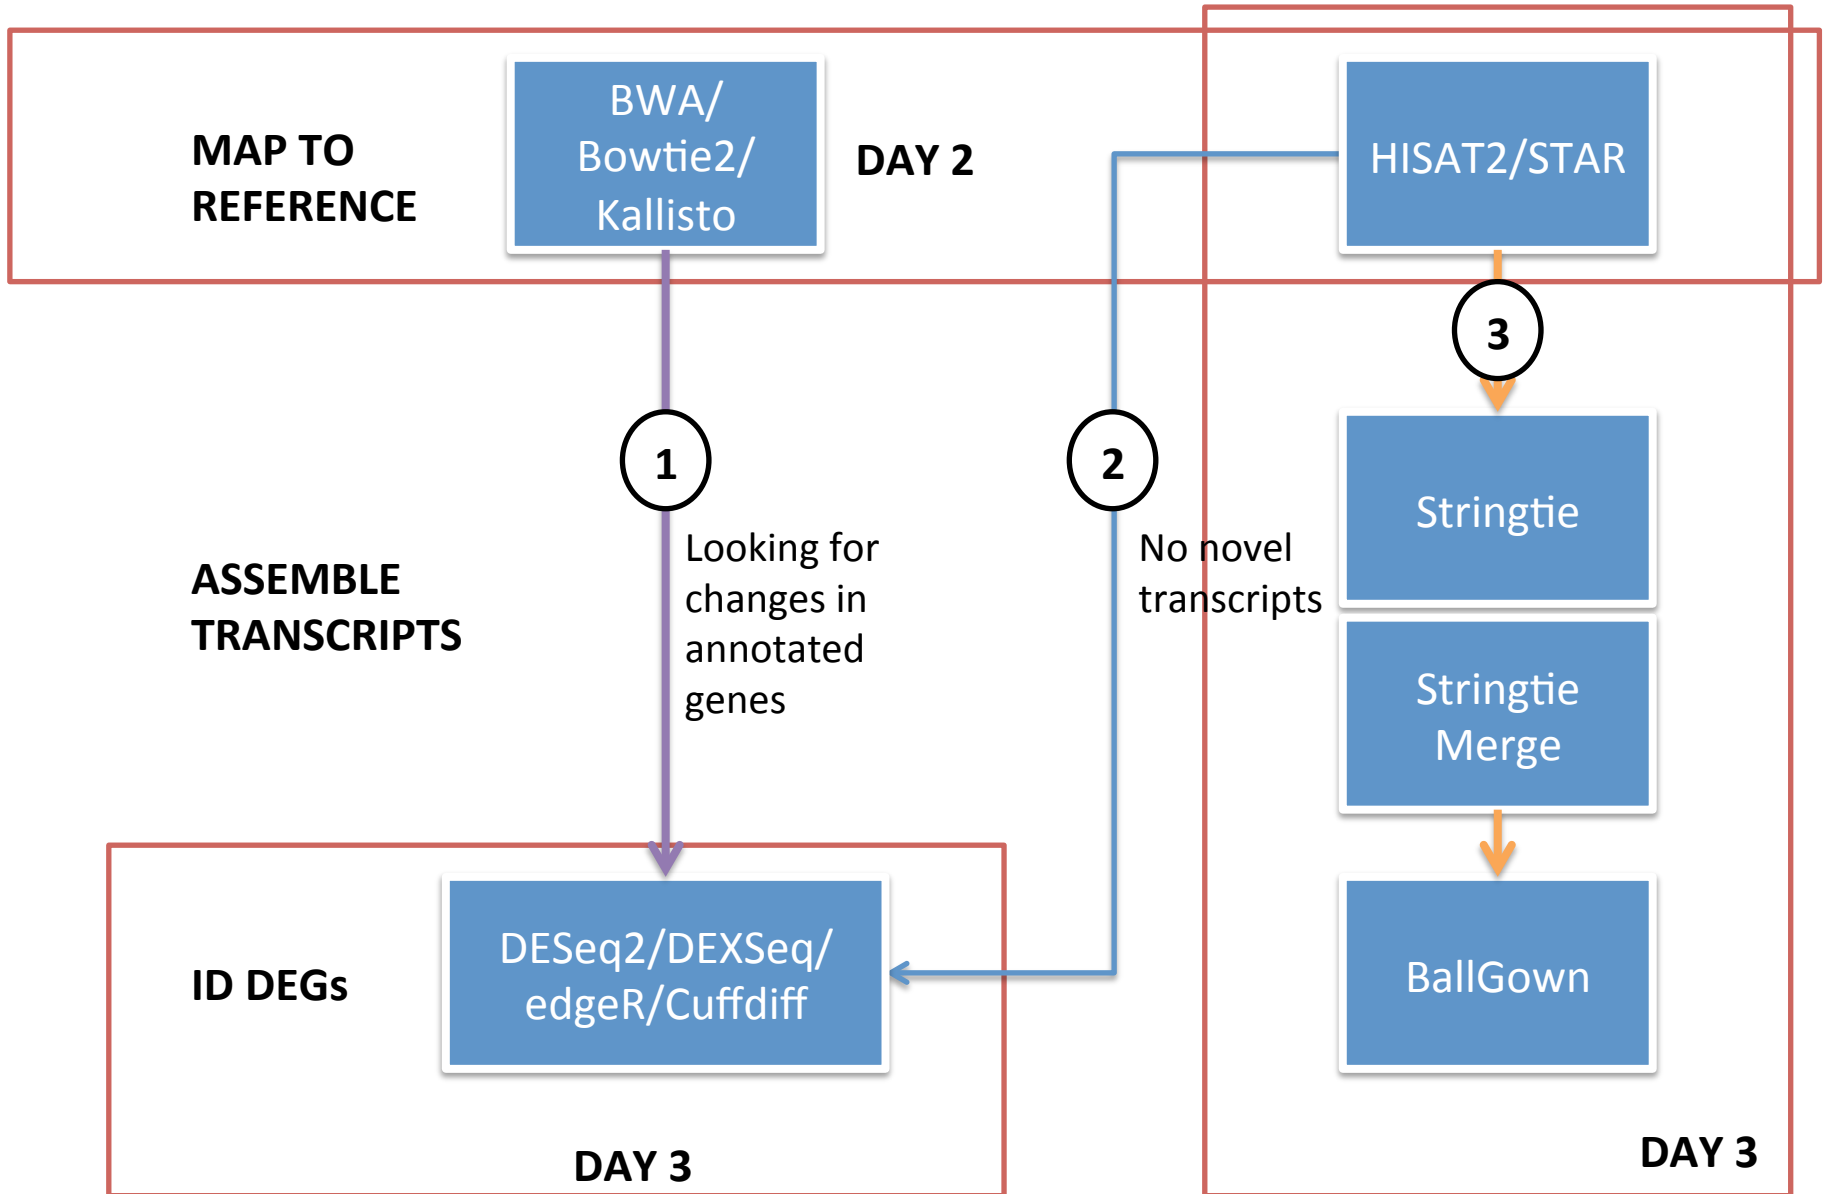 MAP TO
REFERENCE
BWA/
Bowtie2/
Kallisto
DAY 2
HISAT2/STAR
3
1
2
Looking for
changes in
annotated
genes
No novel
transcripts
ASSEMBLE
TRANSCRIPTS
Stringtie
Stringtie
Merge
ID DEGs
DESeq2/DEXSeq/
edgeR/Cuffdiff
BallGown
DAY 3
DAY 3